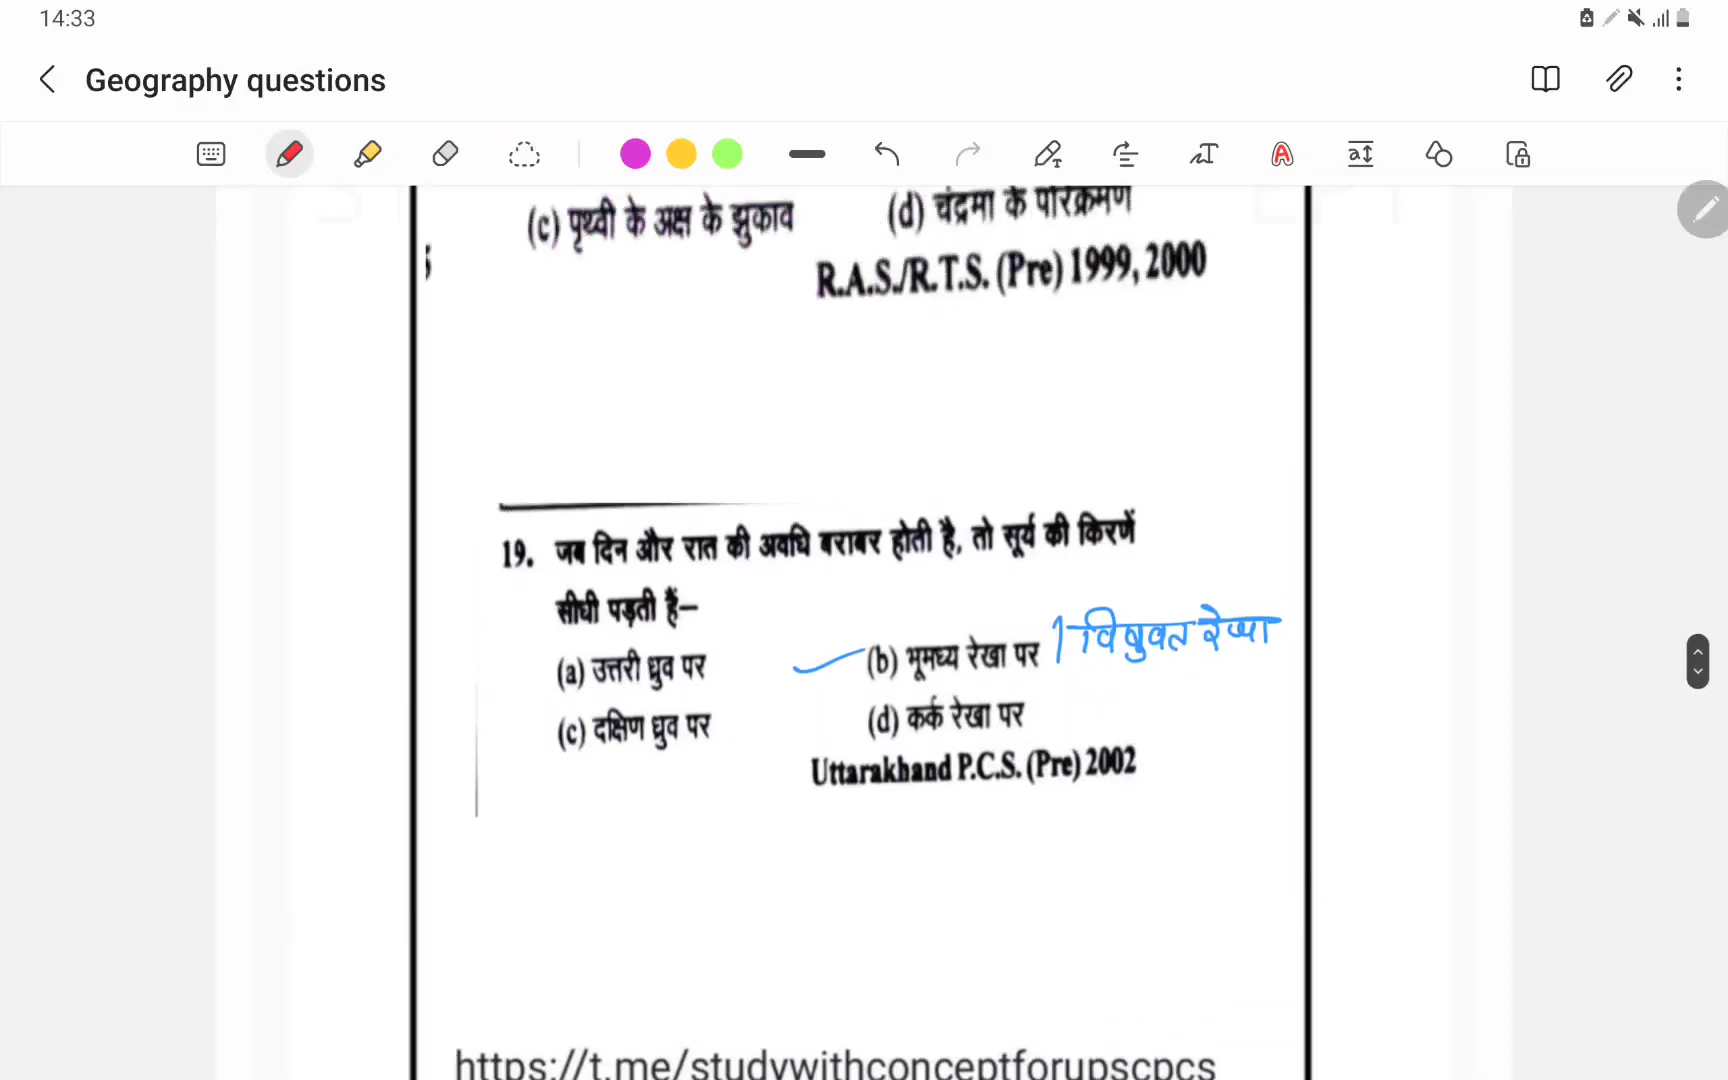 14:33
Geography questions
(c) पृथ्वी के अक्ष के झुकाव (d) चंद्रमा के परिक्रमण
R.A.S./R.T.S. (Pre) 1999, 2000
19. जब दिन और रात की अवधि बराबर होती है, तो सूर्य की किरणें
सीधी पड़ती हैं–
(a) उत्तरी ध्रुव पर (b) भूमध्य रेखा पर विषुवत रेखा
(c) दक्षिण ध्रुव पर (d) कर्क रेखा पर
Uttarakhand P.C.S. (Pre) 2002
https://t.me/studywithconceptforupscpcs